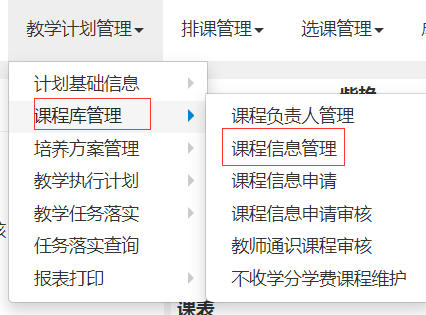 教学计划管理 排课管理 选课管理
计划基础信息
课程库管理
培养方案管理
教学执行计划
教学任务落实
任务落实查询
报表打印
课程负责人管理
课程信息管理
课程信息申请
课程信息申请审核
教师通识课程审核
不收学分学费课程维护
课表